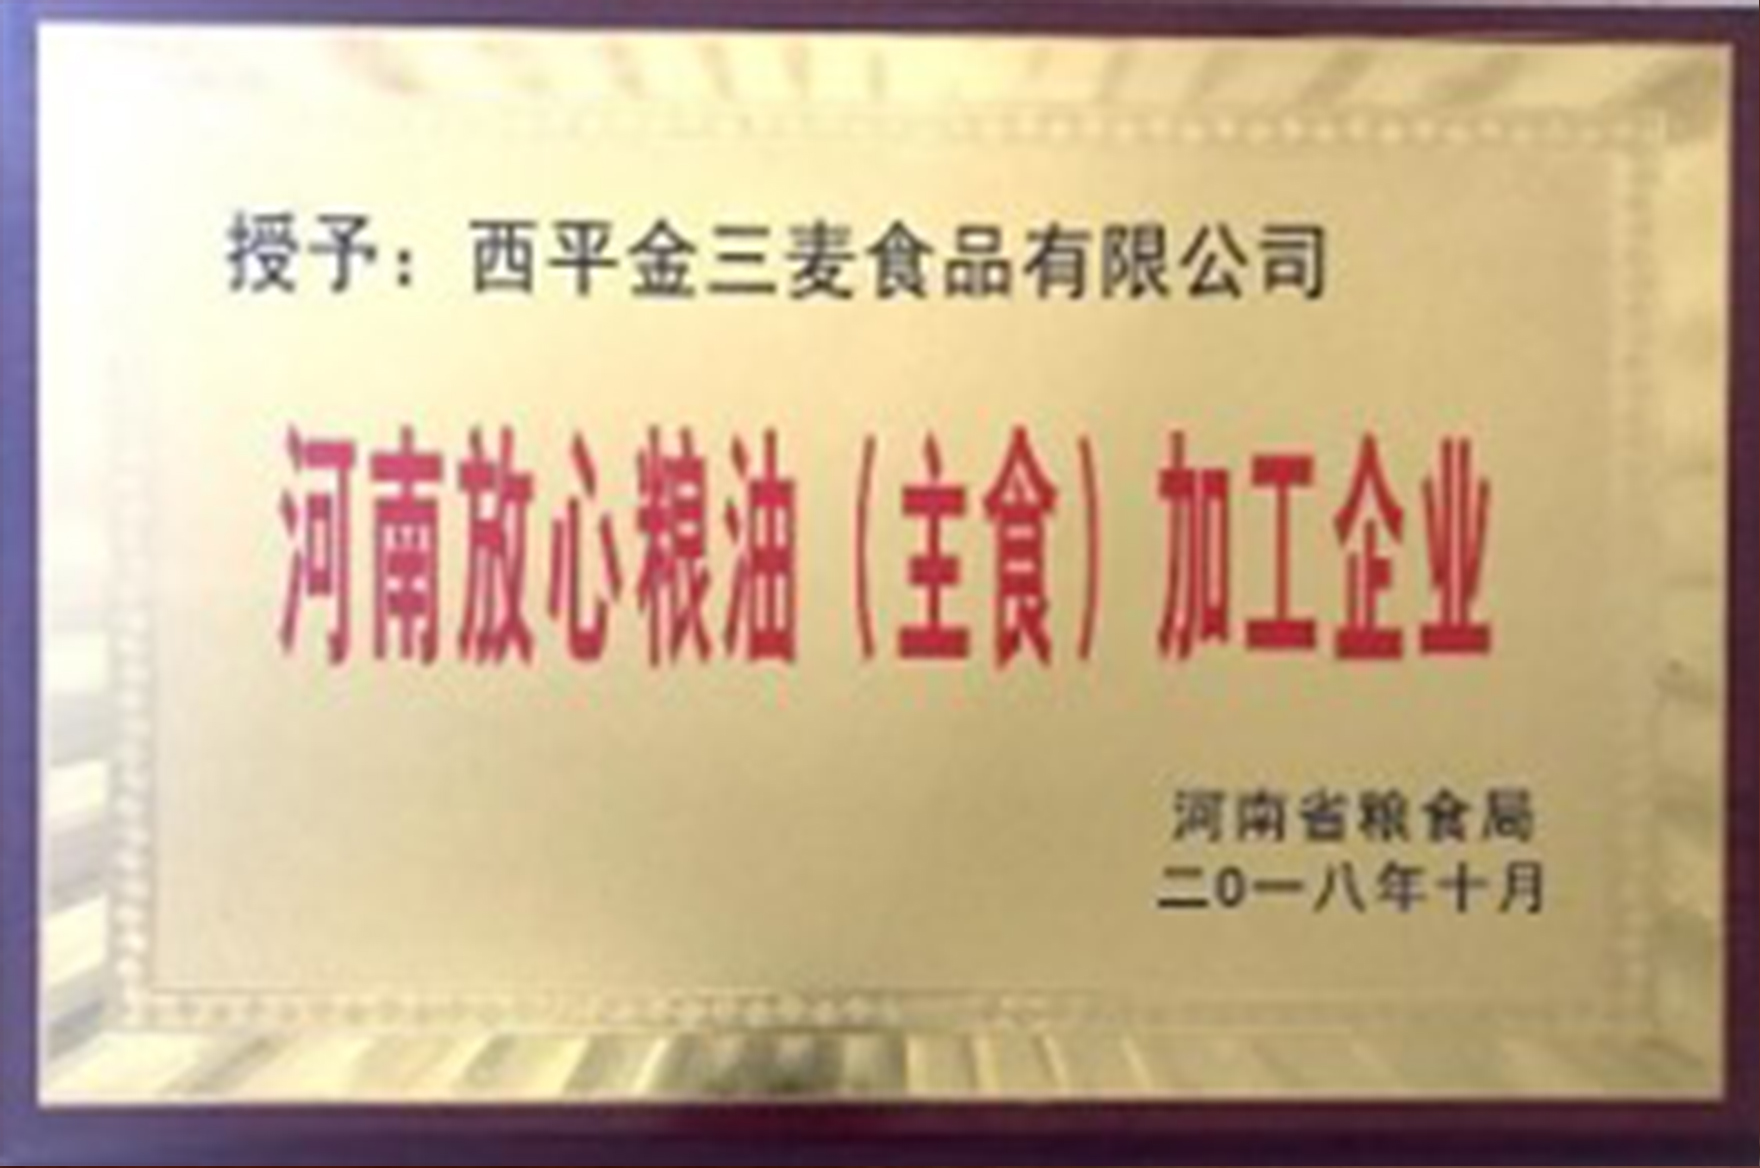 授予：西平金三麦食品有限公司
河南放心粮油（主食）加工企业
河南省粮食局
二0一八年十月